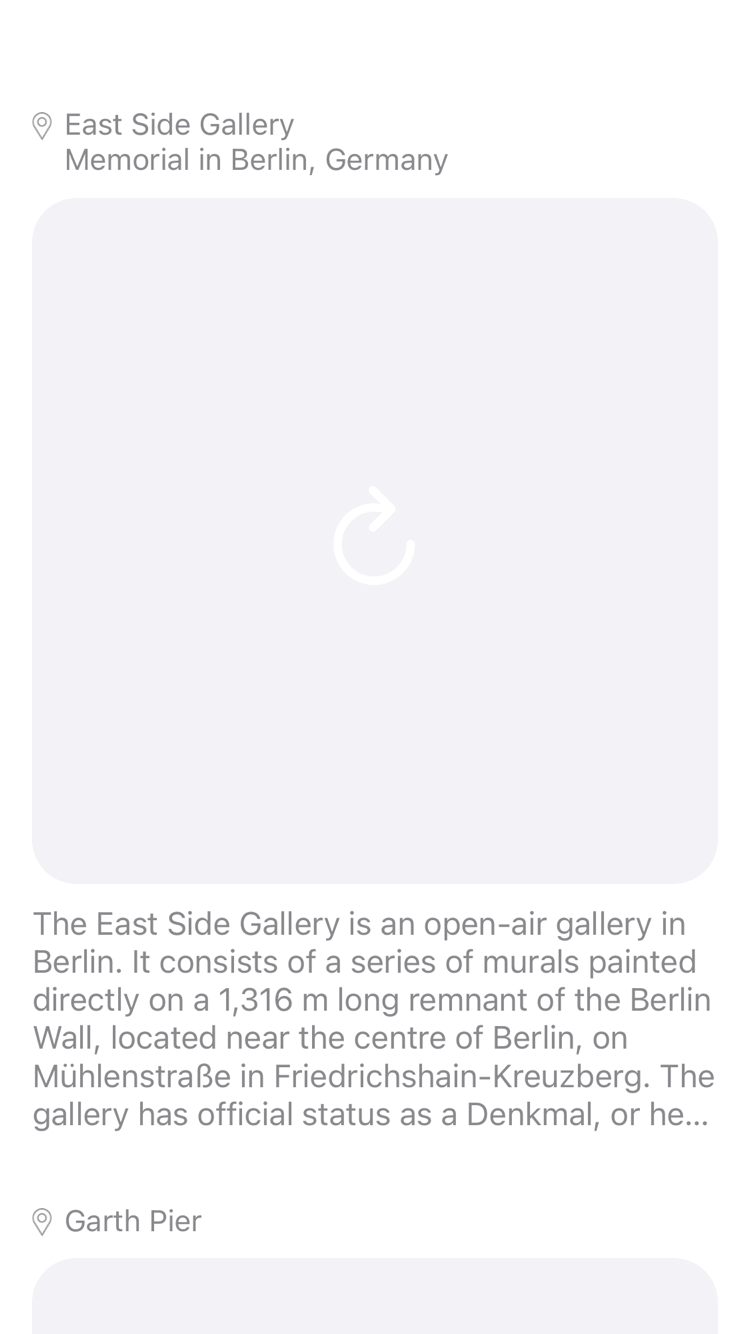 East Side Gallery
Memorial in Berlin, Germany
The East Side Gallery is an open-air gallery in
Berlin. It consists of a series of murals painted
directly on a 1,316 m long remnant of the Berlin
Wall, located near the centre of Berlin, on
Mühlenstraße in Friedrichshain-Kreuzberg. The
gallery has official status as a Denkmal, or he...
Garth Pier